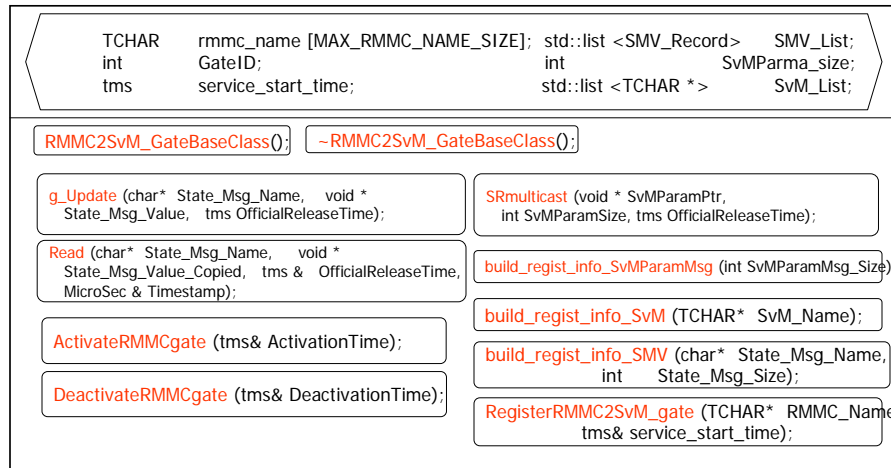 TCHAR rmmc_name [MAX_RMMC_NAME_SIZE]; std::list <SMV_Record> SMV_List;
int GateID; int SvMParma_size;
tms service_start_time; std::list <TCHAR *> SvM_List;
RMMC2SvM_GateBaseClass(); ~RMMC2SvM_GateBaseClass();
g_Update (char* State_Msg_Name, void *
State_Msg_Value, tms OfficialReleaseTime);
Read (char* State_Msg_Name, void *
State_Msg_Value_Copied, tms & OfficialReleaseTime,
MicroSec & Timestamp);
ActivateRMMCgate (tms& ActivationTime);
DeactivateRMMCgate (tms& DeactivationTime);
SRmulticast (void * SvMParamPtr,
int SvMParamSize, tms OfficialReleaseTime);
build_regist_info_SvMParamMsg (int SvMParamMsg_Size)
build_regist_info_SvM (TCHAR* SvM_Name);
build_regist_info_SMV (char* State_Msg_Name,
int State_Msg_Size);
RegisterRMMC2SvM_gate (TCHAR* RMMC_Name
tms& service_start_time);